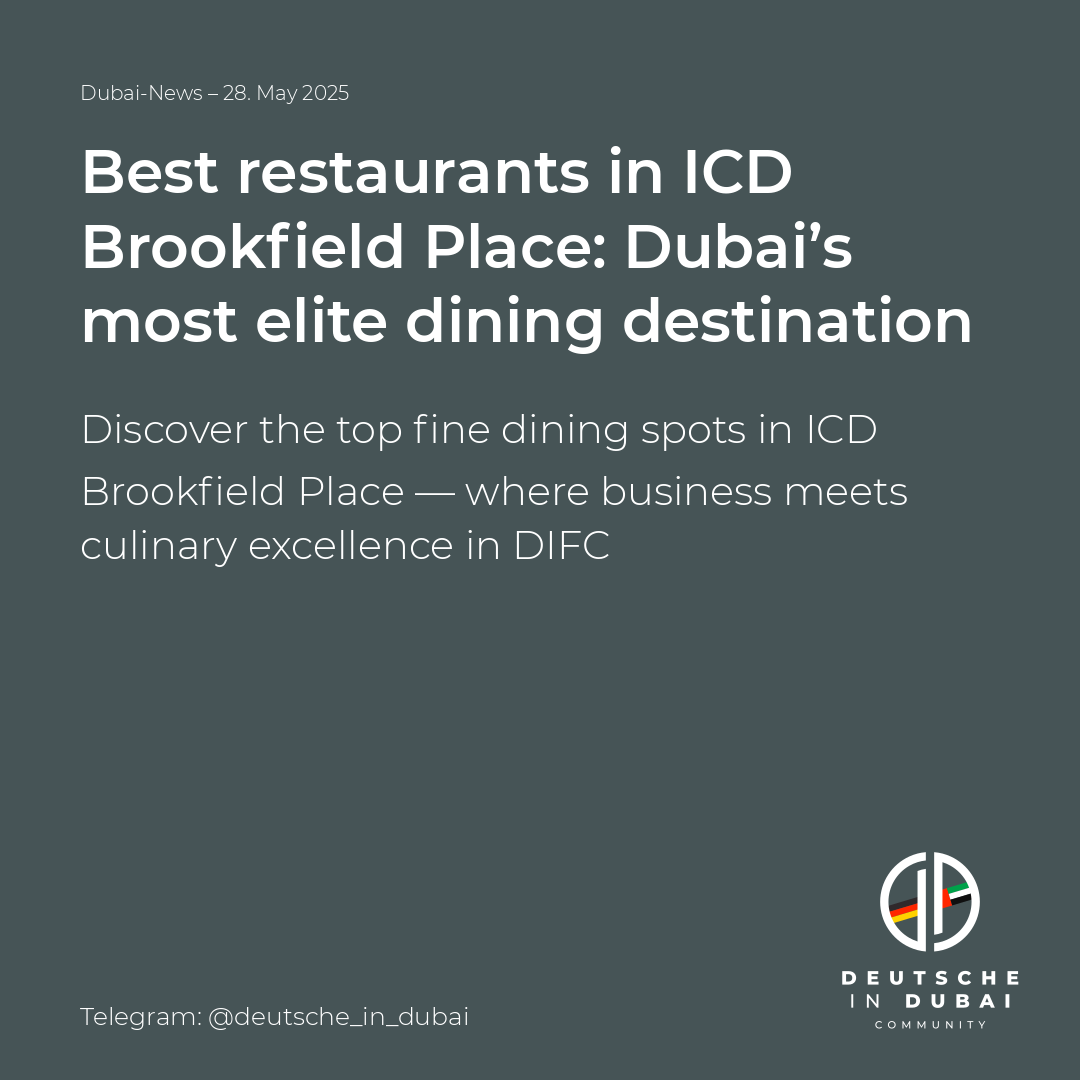 Dubai-News – 28. May 2025
Best restaurants in ICD
Brookfield Place: Dubai’s
most elite dining destination
Discover the top fine dining spots in ICD
Brookfield Place — where business meets
culinary excellence in DIFC
DEUTSCHE
IN DUBAI
COMMUNITY
Telegram: @deutsche_in_dubai